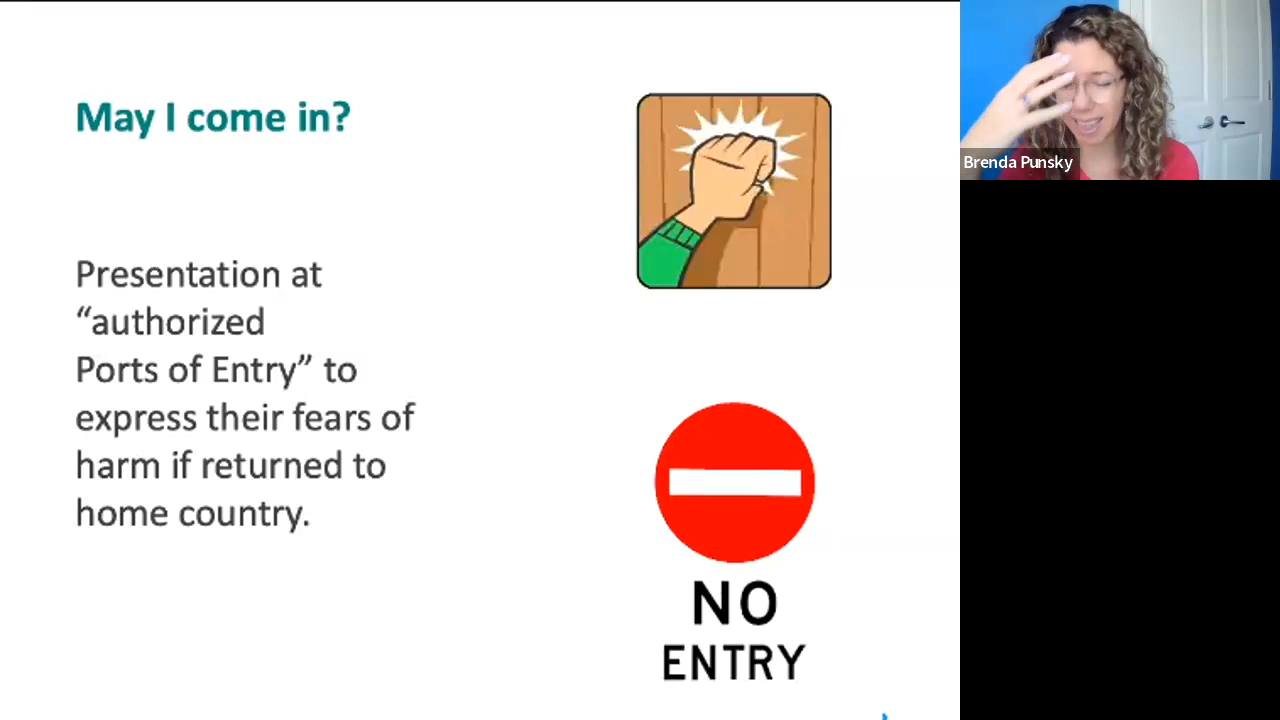 May I come in?
Presentation at
“authorized
Ports of Entry” to
express their fears of
harm if returned to
home country.
NO
ENTRY
Brenda Punsky